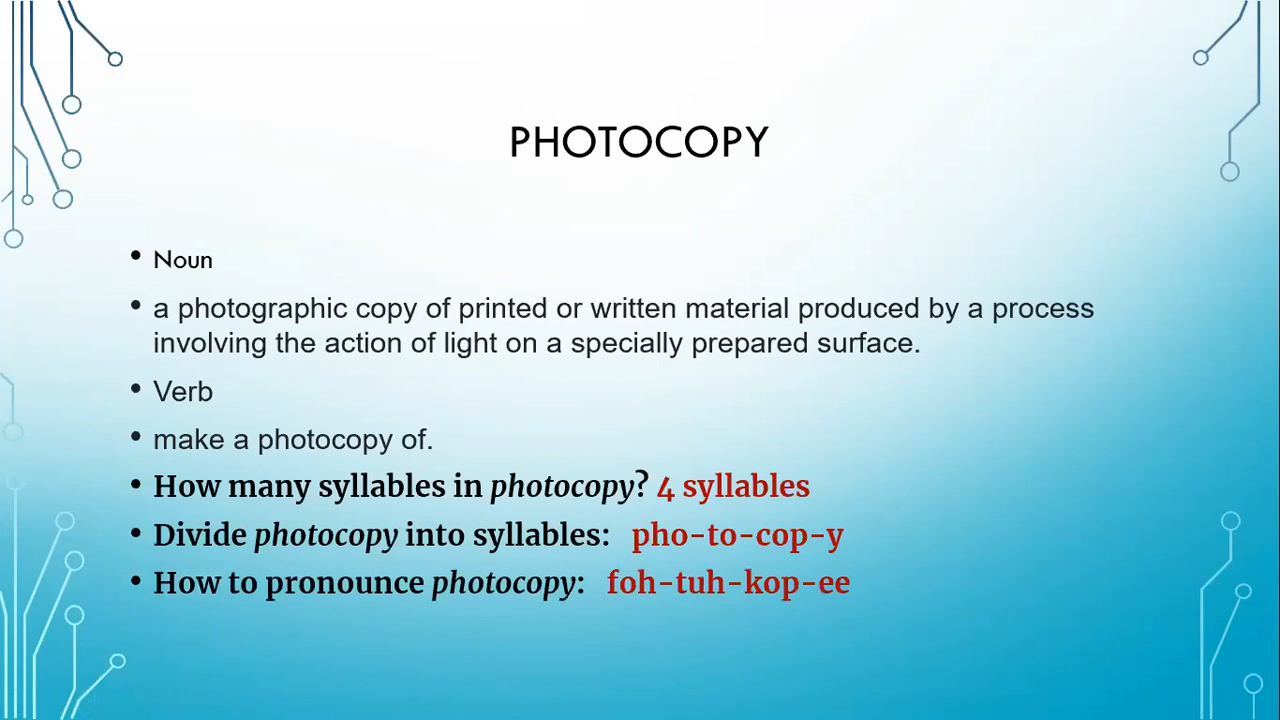 PHOTOCOPY
• Noun
• a photographic copy of printed or written material produced by a process
involving the action of light on a specially prepared surface.
• Verb
• make a photocopy of.
• How many syllables in photocopy? 4 syllables
• Divide photocopy into syllables: pho-to-cop-y
• How to pronounce photocopy: foh-tuh-kop-ee